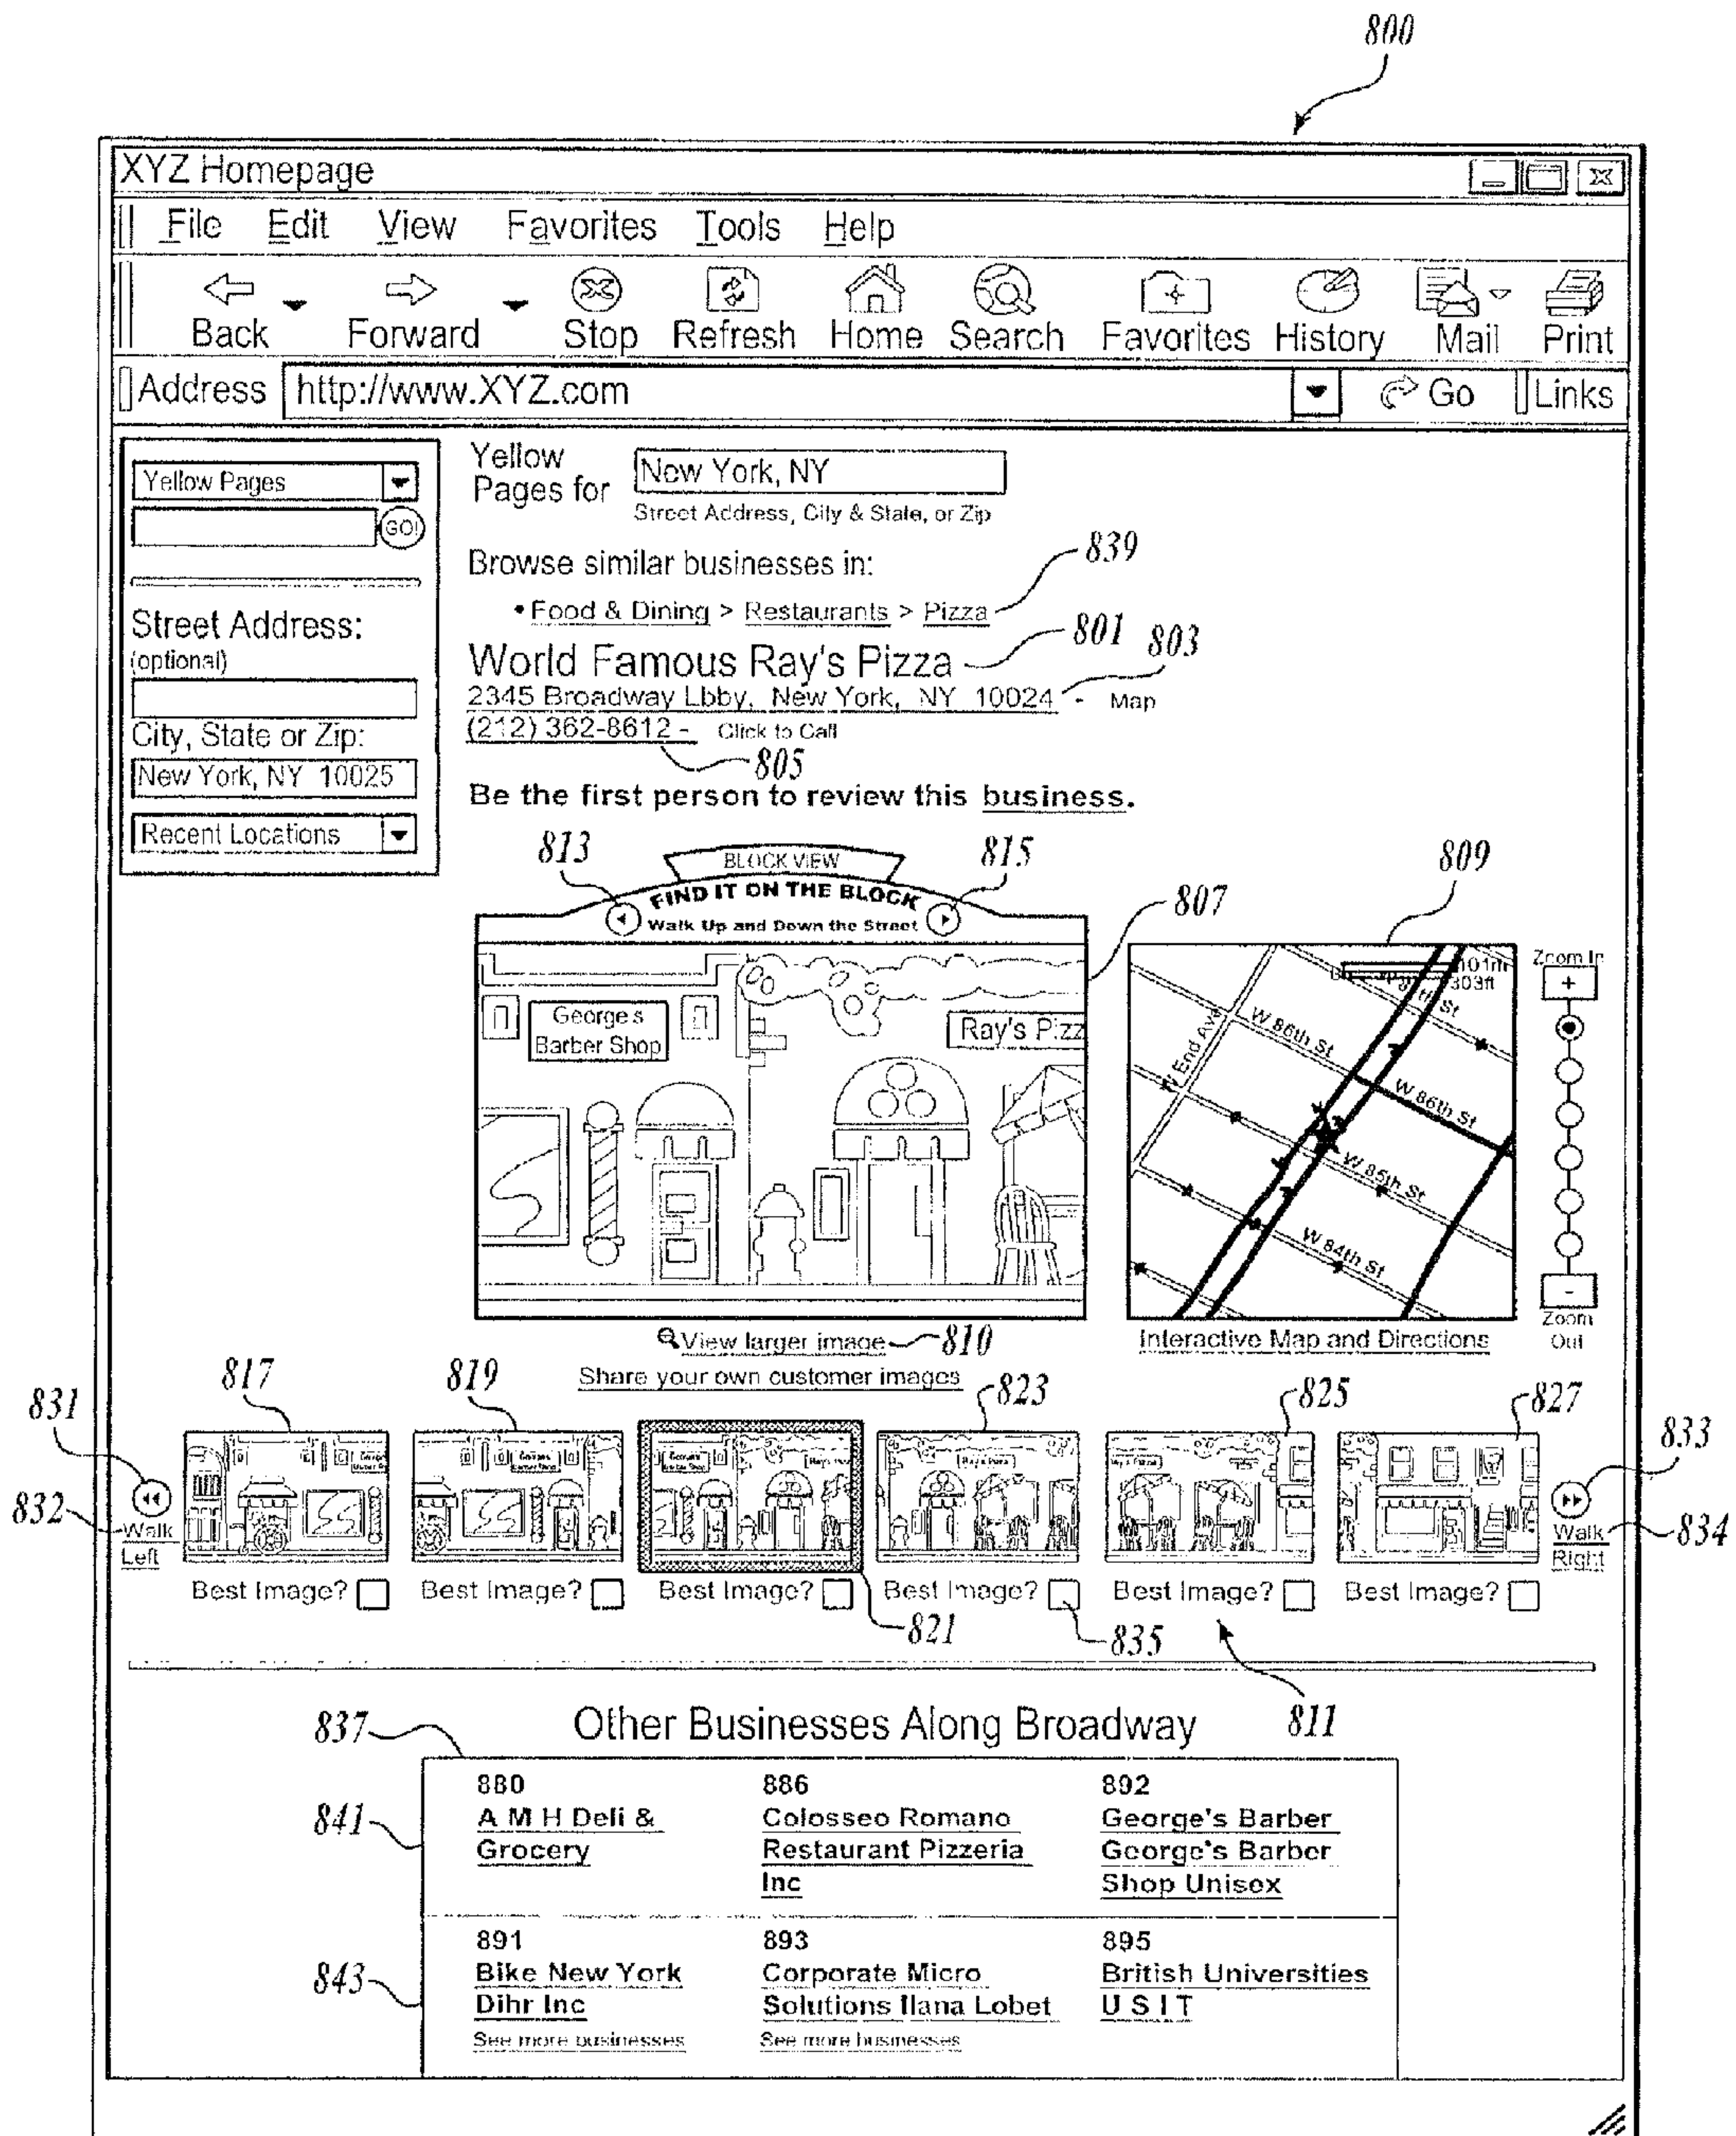 800
XYZ Homepage
File Edit View Favorites Tools Help
Back Forward Stop Refresh Home Search Favorites History Mail Print
Address http://www.XYZ.com Go Links
Yellow Pages
GO!
Street Address:
(optional)
City, State or Zip:
New York, NY 10025
Recent Locations
Yellow
Pages for
New York, NY
Street Address, City & State, or Zip
Browse similar businesses in:
839
• Food & Dining > Restaurants > Pizza
World Famous Ray's Pizza 801 803
2345 Broadway Lbby, New York, NY 10024 - Map
(212) 362-8612 - Click to Call
805
Be the first person to review this business.
813 815 809
BLOCK VIEW
FIND IT ON THE BLOCK
Walk Up and Down the Street
807
George's
Barber Shop
Ray's Pizz
Zoom In
+
101m
303ft
W 86th St
End Ave
W 86th St
W 85th St
W 84th St
-
Zoom
Out
View larger image 810
Interactive Map and Directions
Share your own customer images
817 819 823 825 827
831 833
832 Walk
Left
Walk 834
Right
Best Image? Best Image? Best Image? Best Image? Best Image? Best Image?
821 835
811
Other Businesses Along Broadway
837
841
880
A M H Deli &
Grocery
886
Colosseo Romano
Restaurant Pizzeria
Inc
892
George's Barber
George's Barber
Shop Unisex
843
891
Bike New York
Dihr Inc
See more businesses
893
Corporate Micro
Solutions Ilana Lobet
See more businesses
895
British Universities
U S I T